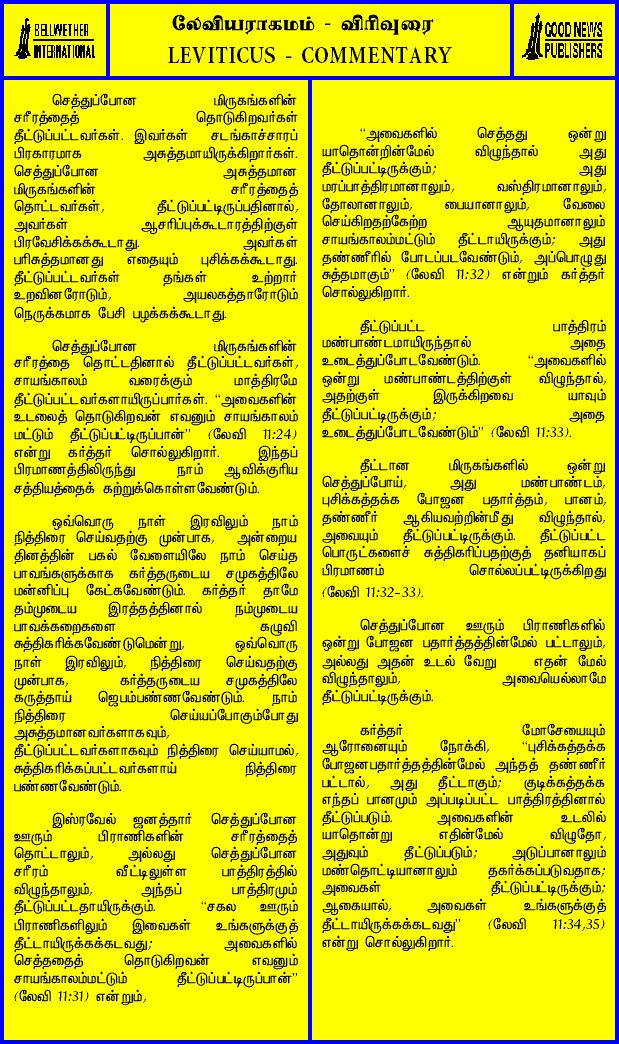 BELLWETHER
INTERNATIONAL
லேவியராகமம் - விரிவுரை
LEVITICUS - COMMENTARY
GOOD NEWS
PUBLISHERS
செத்துப்போன மிருகங்களின்
சரீரத்தைத் தொடுகிறவர்கள்
தீட்டுப்பட்டவர்கள். இவர்கள் சடங்காச்சாரப்
பிரகாரமாக அசுத்தமாயிருக்கிறார்கள்.
செத்துப்போன அசுத்தமான
மிருகங்களின் சரீரத்தைத்
தொட்டவர்கள், தீட்டுப்பட்டிருப்பதினால்,
அவர்கள் ஆசரிப்புக்கூடாரத்திற்குள்
பிரவேசிக்கக்கூடாது. அவர்கள்
பரிசுத்தமானது எதையும் புசிக்கக்கூடாது.
தீட்டுப்பட்டவர்கள் தங்கள் உற்றார்
உறவினரோடும், அயலகத்தாரோடும்
நெருக்கமாக பேசி பழக்கக்கூடாது.
செத்துப்போன மிருகங்களின்
சரீரத்தை தொட்டதினால் தீட்டுப்பட்டவர்கள்,
சாயங்காலம் வரைக்கும் மாத்திரமே
தீட்டுப்பட்டவர்களாயிருப்பார்கள். “அவைகளின்
உடலைத் தொடுகிறவன் எவனும் சாயங்காலம்
மட்டும் தீட்டுப்பட்டிருப்பான்” (லேவி 11:24)
என்று கர்த்தர் சொல்லுகிறார். இந்தப்
பிரமாணத்திலிருந்து நாம் ஆவிக்குரிய
சத்தியத்தைக் கற்றுக்கொள்ளவேண்டும்.
ஒவ்வொரு நாள் இரவிலும் நாம்
நித்திரை செய்வதற்கு முன்பாக, அன்றைய
தினத்தின் பகல் வேளையிலே நாம் செய்த
பாவங்களுக்காக கர்த்தருடைய சமுகத்திலே
மன்னிப்பு கேட்கவேண்டும். கர்த்தர் தாமே
தம்முடைய இரத்தத்தினால் நம்முடைய
பாவக்கறைகளை கழுவி
சுத்திகரிக்கவேண்டுமென்று, ஒவ்வொரு
நாள் இரவிலும், நித்திரை செய்வதற்கு
முன்பாக, கர்த்தருடைய சமுகத்திலே
கருத்தாய் ஜெபம்பண்ணவேண்டும். நாம்
நித்திரை செய்யப்போகும்போது
அசுத்தமானவர்களாகவும்,
தீட்டுப்பட்டவர்களாகவும் நித்திரை செய்யாமல்,
சுத்திகரிக்கப்பட்டவர்களாய் நித்திரை
பண்ணவேண்டும்.
இஸ்ரவேல் ஜனத்தார் செத்துப்போன
ஊரும் பிராணிகளின் சரீரத்தைத்
தொட்டாலும், அல்லது செத்துப்போன
சரீரம் வீட்டிலுள்ள பாத்திரத்தில்
விழுந்தாலும், அந்தப் பாத்திரமும்
தீட்டுப்பட்டதாயிருக்கும். “சகல ஊரும்
பிராணிகளிலும் இவைகள் உங்களுக்குத்
தீட்டாயிருக்கக்கடவது; அவைகளில்
செத்ததைத் தொடுகிறவன் எவனும்
சாயங்காலம்மட்டும் தீட்டுப்பட்டிருப்பான்”
(லேவி 11:31) என்றும்,
“அவைகளில் செத்தது ஒன்று
யாதொன்றின்மேல் விழுந்தால் அது
தீட்டுப்பட்டிருக்கும்; அது
மரப்பாத்திரமானாலும், வஸ்திரமானாலும்,
தோலானாலும், பையானாலும், வேலை
செய்கிறதற்கேற்ற ஆயுதமானாலும்
சாயங்காலம்மட்டும் தீட்டாயிருக்கும்; அது
தண்ணீரில் போடப்படவேண்டும், அப்பொழுது
சுத்தமாகும்” (லேவி 11:32) என்றும் கர்த்தர்
சொல்லுகிறார்.
தீட்டுப்பட்ட பாத்திரம்
மண்பாண்டமாயிருந்தால் அதை
உடைத்துப்போடவேண்டும். “அவைகளில்
ஒன்று மண்பாண்டத்திற்குள் விழுந்தால்,
அதற்குள் இருக்கிறவை யாவும்
தீட்டுப்பட்டிருக்கும்; அதை
உடைத்துப்போடவேண்டும்” (லேவி 11:33).
தீட்டான மிருகங்களில் ஒன்று
செத்துப்போய், அது மண்பாண்டம்,
புசிக்கத்தக்க போஜன பதார்த்தம், பானம்,
தண்ணீர் ஆகியவற்றின்மீது விழுந்தால்,
அவையும் தீட்டுப்பட்டிருக்கும். தீட்டுப்பட்ட
பொருட்களைச் சுத்திகரிப்பதற்குத் தனியாகப்
பிரமாணம் சொல்லப்பட்டிருக்கிறது
(லேவி 11:32-33).
செத்துப்போன ஊரும் பிராணிகளில்
ஒன்று போஜன பதார்த்தத்தின்மேல் பட்டாலும்,
அல்லது அதன் உடல் வேறு எதன் மேல்
விழுந்தாலும், அவையெல்லாமே
தீட்டுப்பட்டிருக்கும்.
கர்த்தர் மோசேயையும்
ஆரோனையும் நோக்கி, “புசிக்கத்தக்க
போஜனபதார்த்தத்தின்மேல் அந்தத் தண்ணீர்
பட்டால், அது தீட்டாகும்; குடிக்கத்தக்க
எந்தப் பானமும் அப்படிப்பட்ட பாத்திரத்தினால்
தீட்டுப்படும். அவைகளின் உடலில்
யாதொன்று எதின்மேல் விழுதோ,
அதுவும் தீட்டுப்படும்; அடுப்பானாலும்
மண்தொட்டியானாலும் தகர்க்கப்படுவதாக;
அவைகள் தீட்டுப்பட்டிருக்கும்;
ஆகையால், அவைகள் உங்களுக்குத்
தீட்டாயிருக்கக்கடவது” (லேவி 11:34,35)
என்று சொல்லுகிறார்.